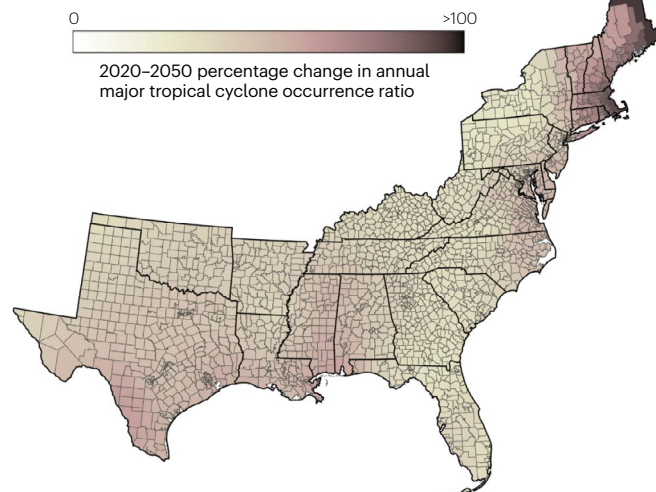 0 >100
2020–2050 percentage change in annual
major tropical cyclone occurrence ratio